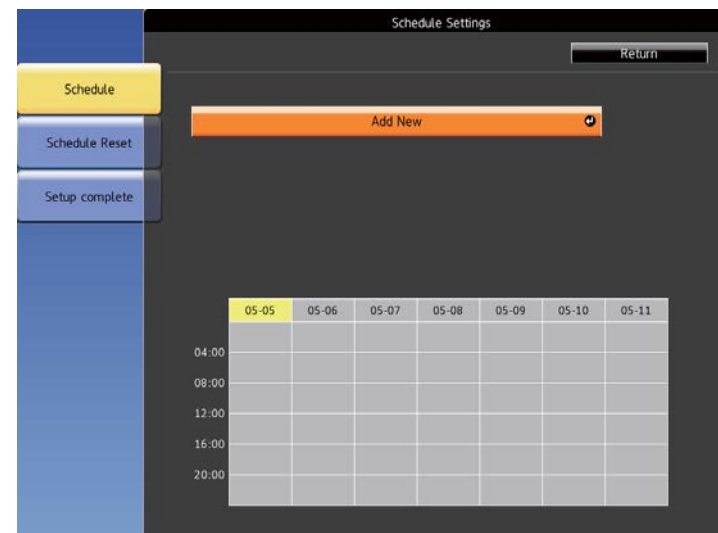 Schedule Settings
Return
Schedule
Add New
Schedule Reset
Setup complete
05-05 05-06 05-07 05-08 05-09 05-10 05-11
04:00
08:00
12:00
16:00
20:00